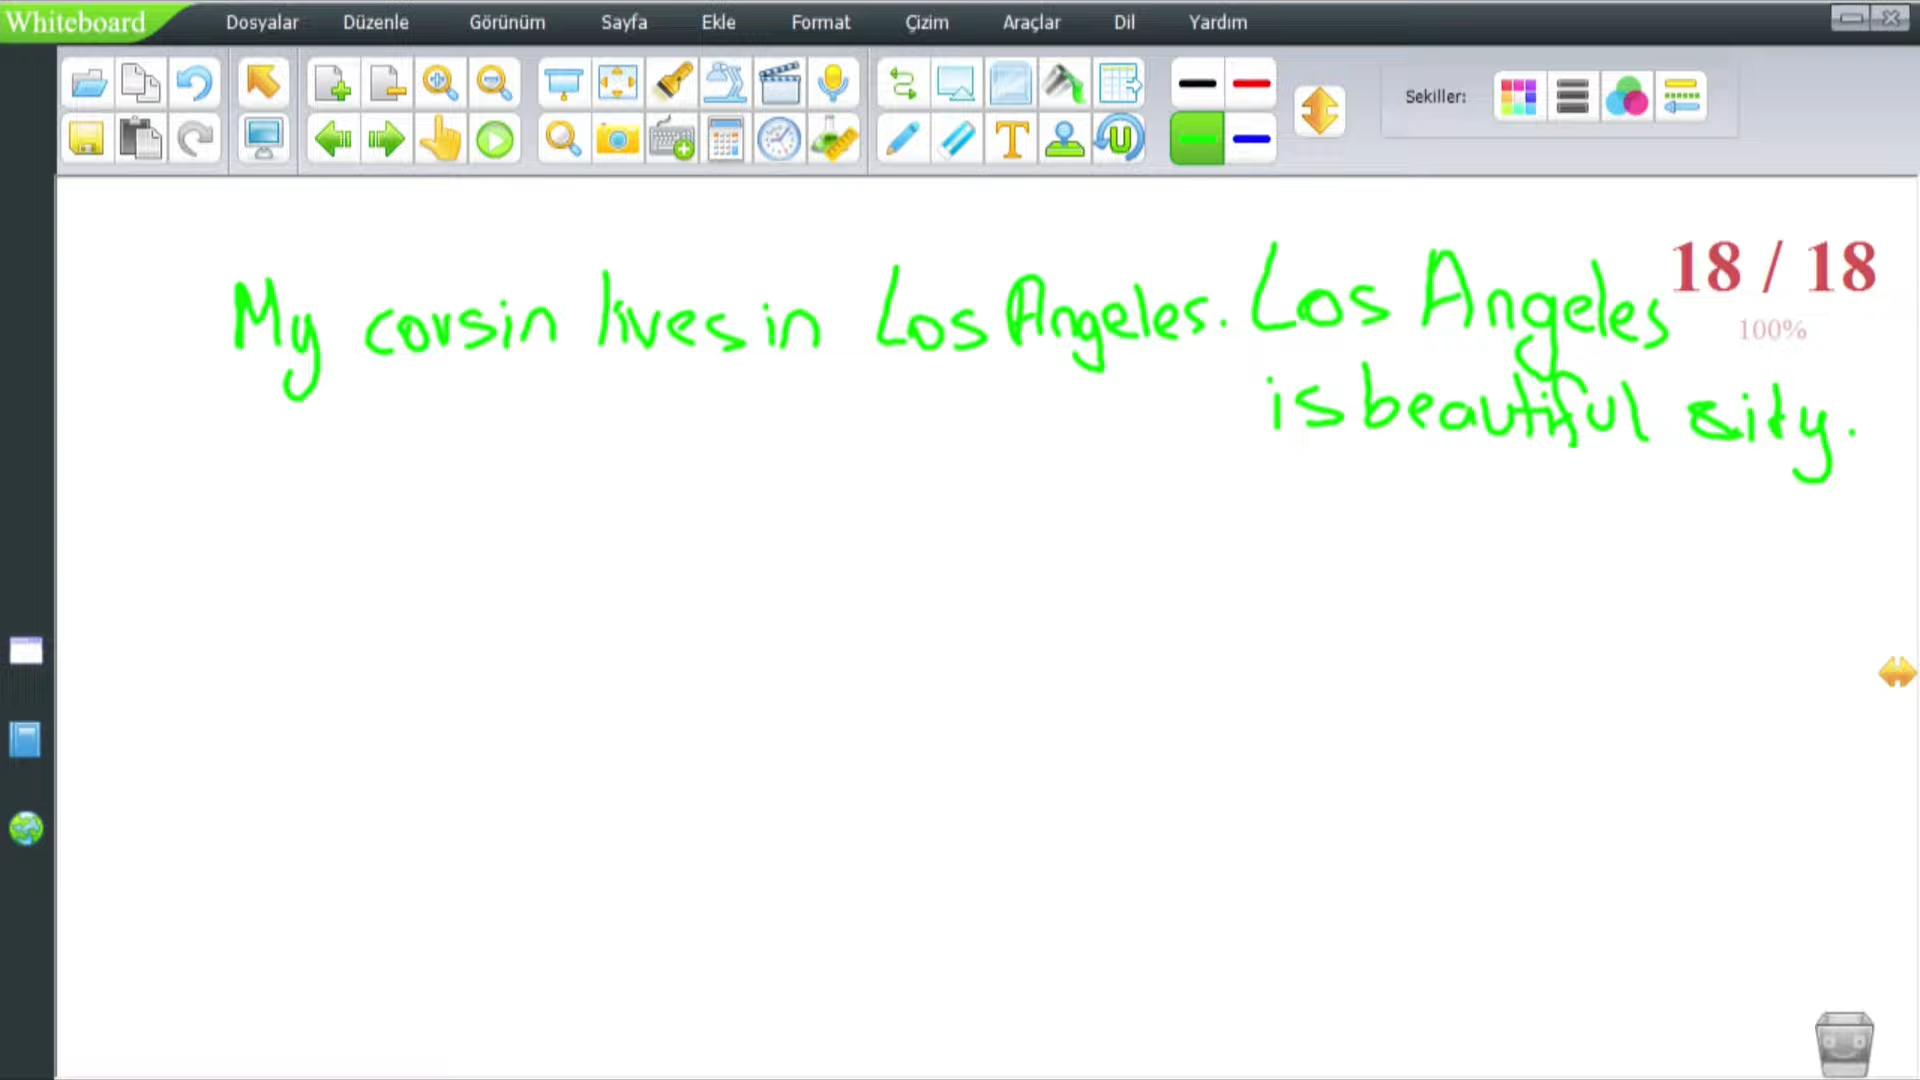 Whiteboard Dosyalar Düzenle Görünüm Sayfa Ekle Format Çizim Araçlar Dil Yardım
Sekiller:
18 / 18
100%
My cousin lives in Los Angeles. Los Angeles
is beautiful sity.